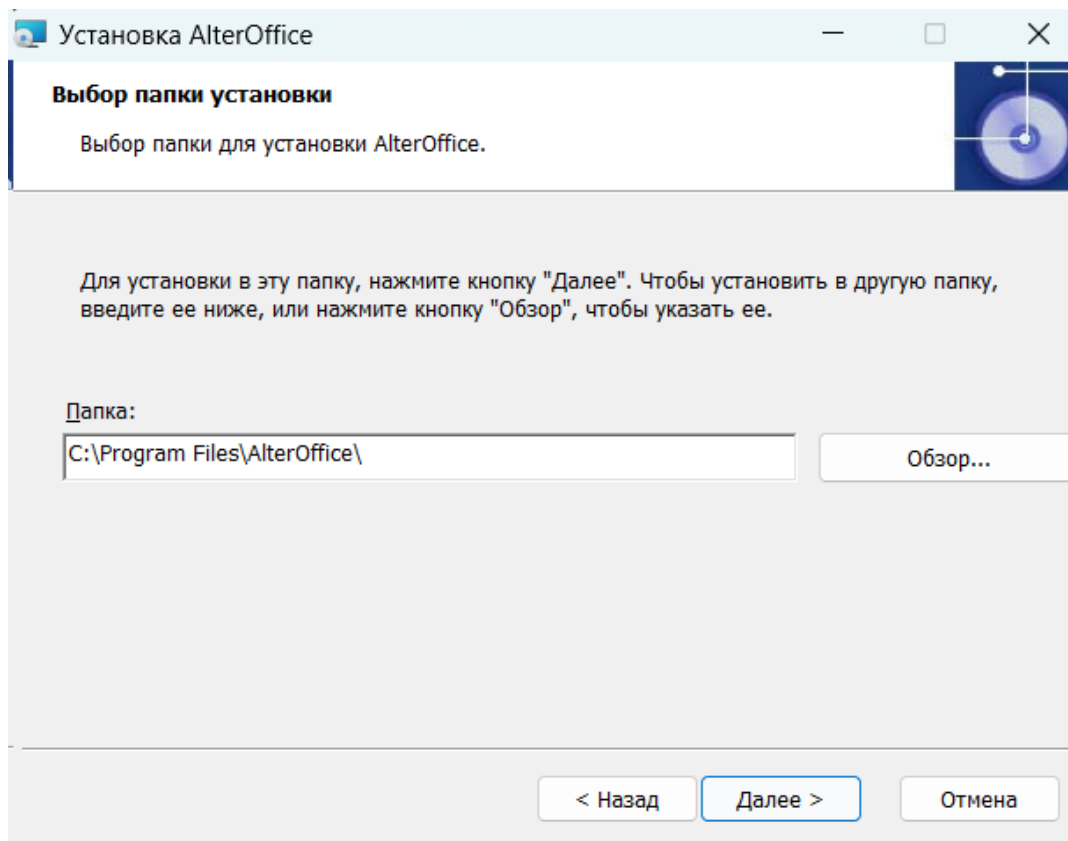 Установка AlterOffice
Выбор папки установки
Выбор папки для установки AlterOffice.
Для установки в эту папку, нажмите кнопку "Далее". Чтобы установить в другую папку,
введите ее ниже, или нажмите кнопку "Обзор", чтобы указать ее.
Папка:
C:\Program Files\AlterOffice\
Обзор...
< Назад
Далее >
Отмена